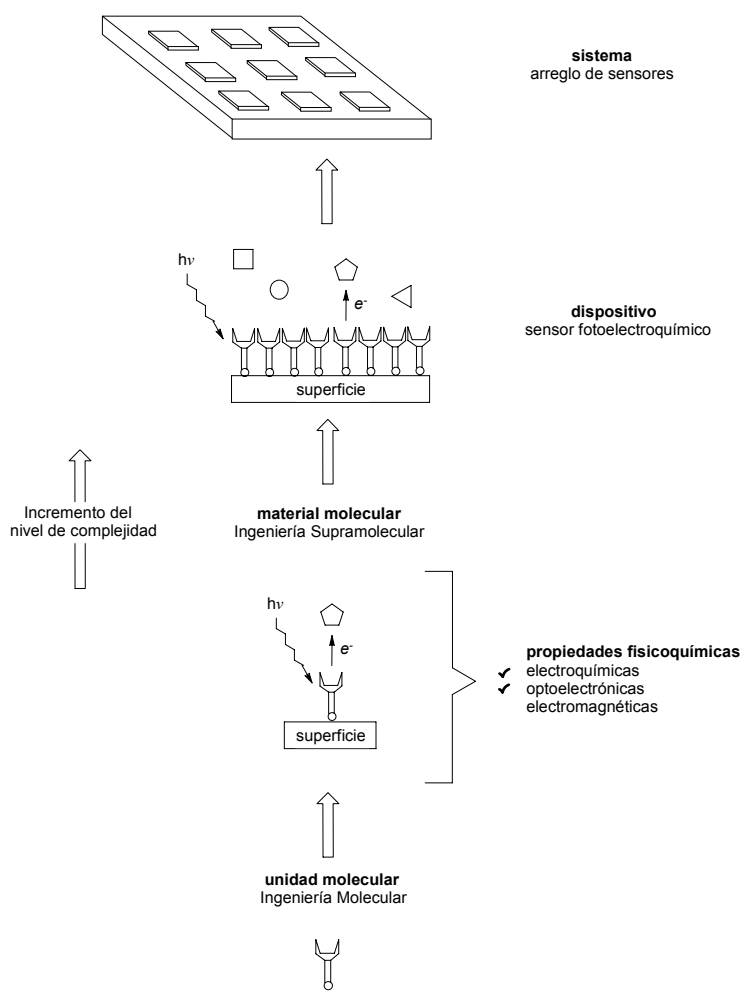 sistema
arreglo de sensores
hν
e-
dispositivo
sensor fotoelectroquímico
superficie
Incremento del
nivel de complejidad
material molecular
Ingeniería Supramolecular
hν
e-
superficie
propiedades fisicoquímicas
✓ electroquímicas
✓ optoelectrónicas
electromagnéticas
unidad molecular
Ingeniería Molecular